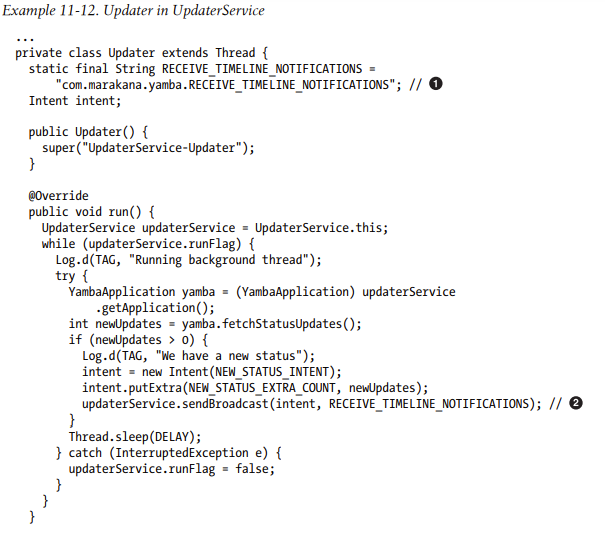 Example 11-12. Updater in UpdaterService
...
private class Updater extends Thread {
  static final String RECEIVE_TIMELINE_NOTIFICATIONS =
      "com.marakana.yamba.RECEIVE_TIMELINE_NOTIFICATIONS"; // ❶
  Intent intent;

  public Updater() {
    super("UpdaterService-Updater");
  }

  @Override
  public void run() {
    UpdaterService updaterService = UpdaterService.this;
    while (updaterService.runFlag) {
      Log.d(TAG, "Running background thread");
      try {
        YambaApplication yamba = (YambaApplication) updaterService
            .getApplication();
        int newUpdates = yamba.fetchStatusUpdates();
        if (newUpdates > 0) {
          Log.d(TAG, "We have a new status");
          intent = new Intent(NEW_STATUS_INTENT);
          intent.putExtra(NEW_STATUS_EXTRA_COUNT, newUpdates);
          updaterService.sendBroadcast(intent, RECEIVE_TIMELINE_NOTIFICATIONS); // ❷
        }
        Thread.sleep(DELAY);
      } catch (InterruptedException e) {
        updaterService.runFlag = false;
      }
    }
  }